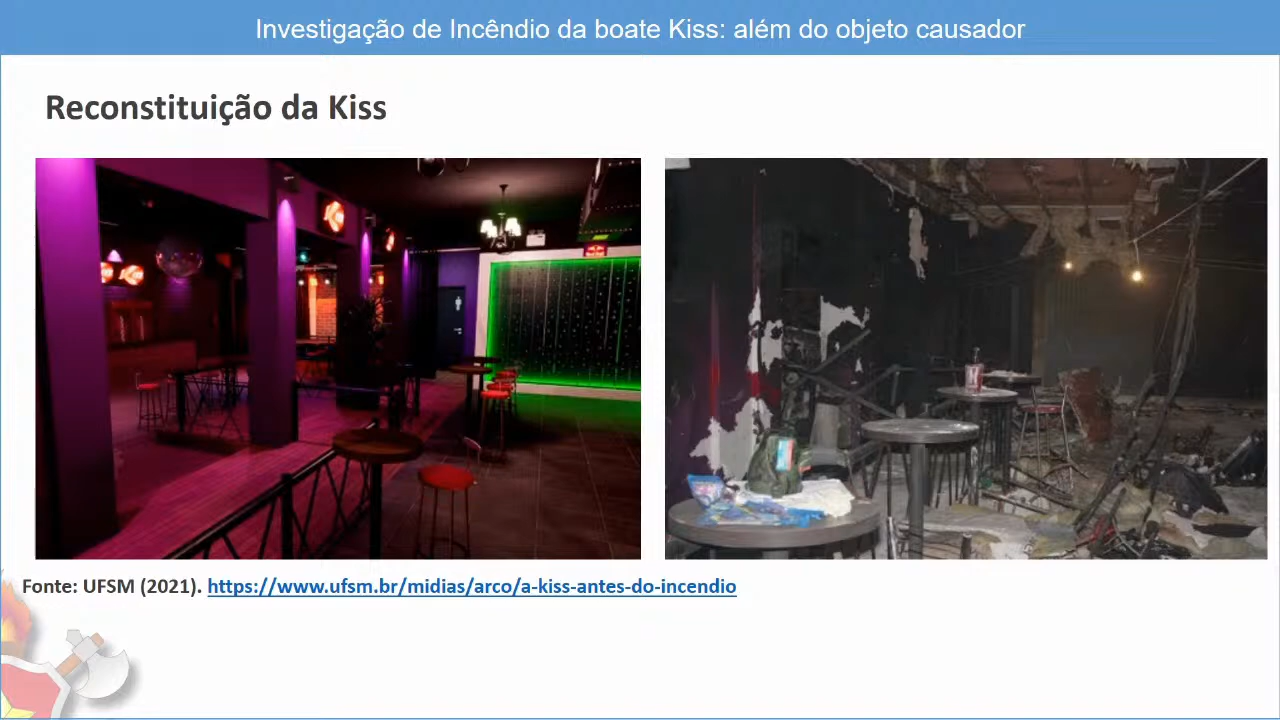 Investigação de Incêndio da boate Kiss: além do objeto causador
Reconstituição da Kiss
Fonte: UFSM (2021). https://www.ufsm.br/midias/arco/a-kiss-antes-do-incendio